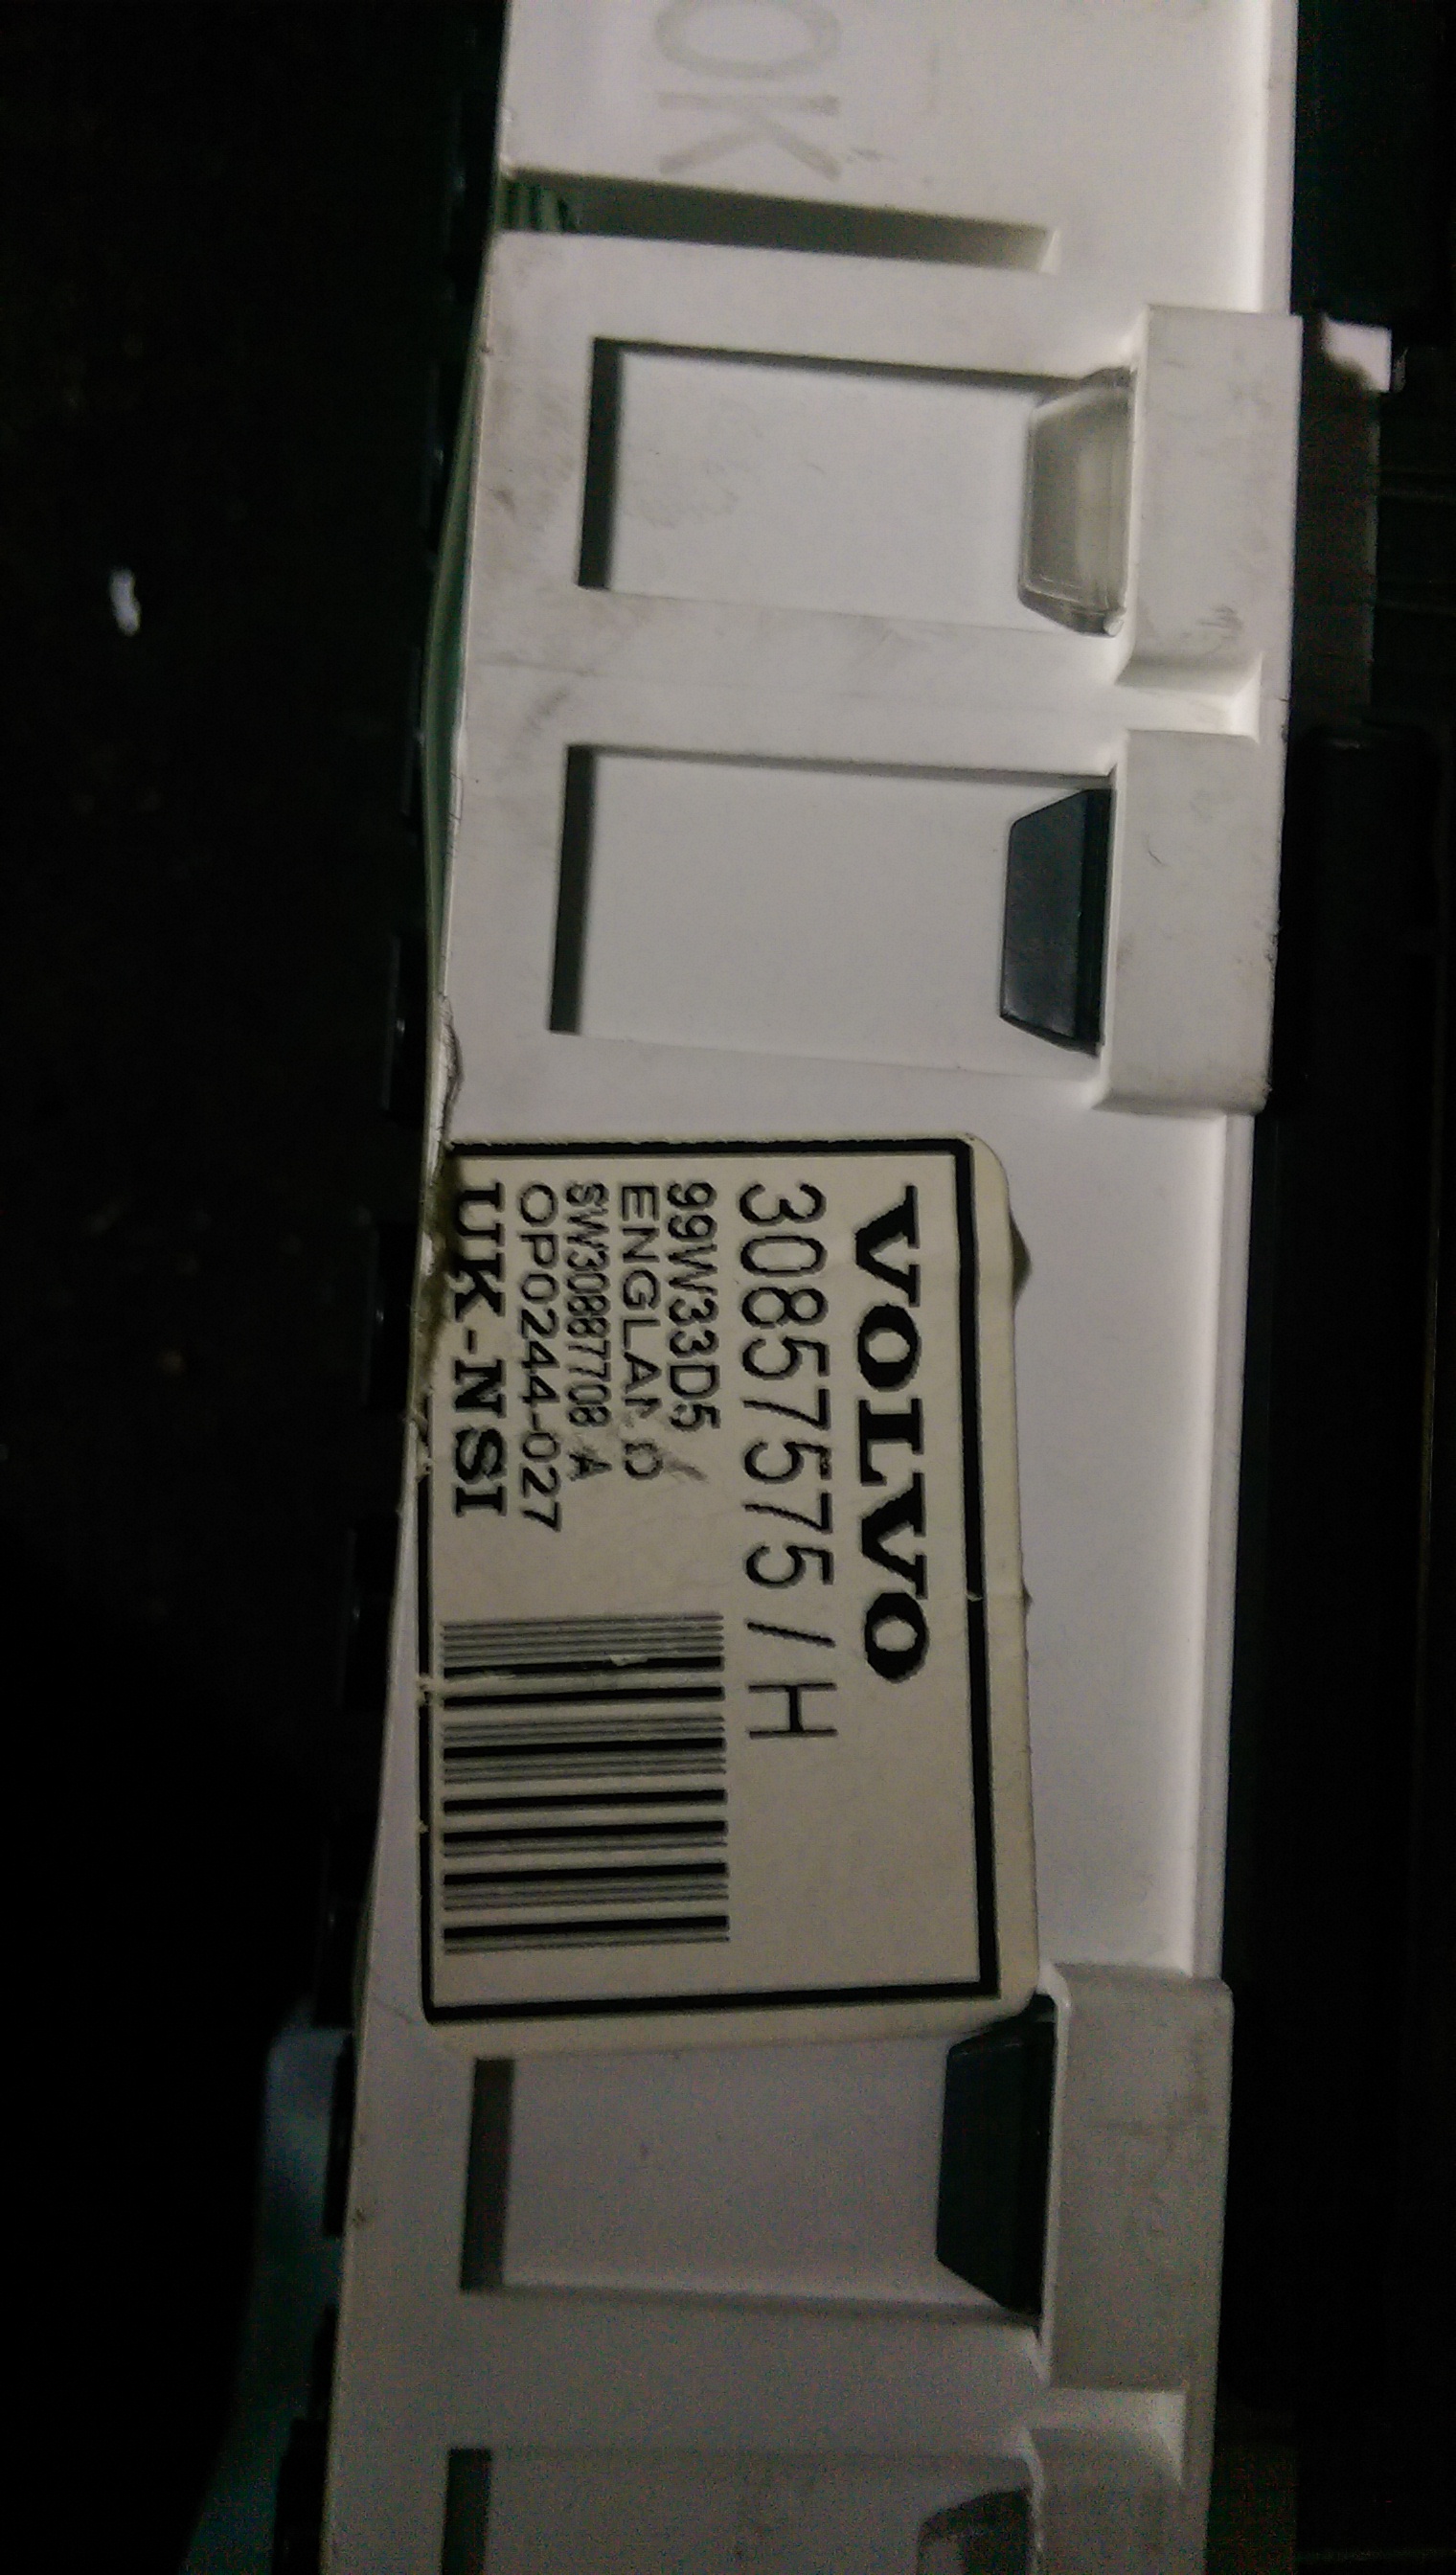 OK
VOLVO
30857575/H
99W33D5
ENGLAND
SW30887708 A
OP0244-027
UK-NSI